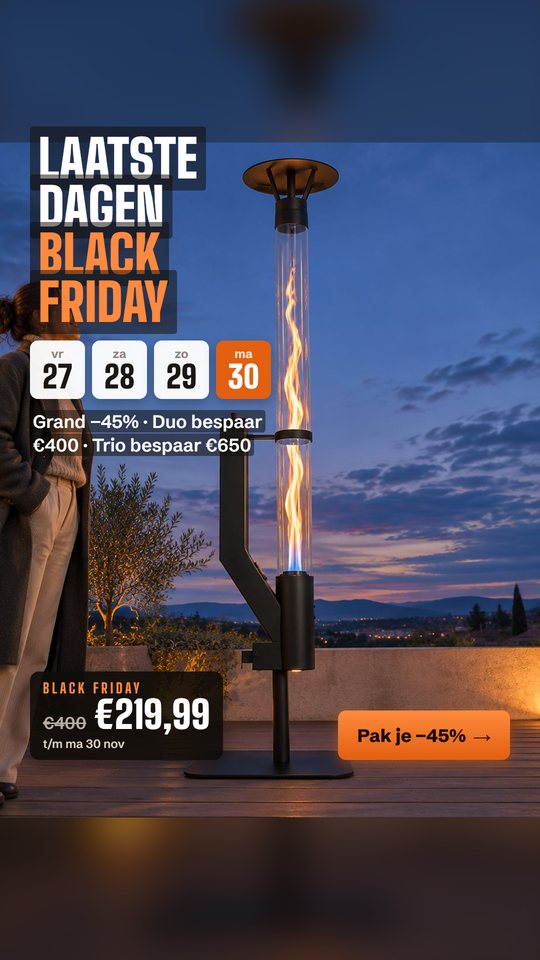 LAATSTE
DAGEN
BLACK
FRIDAY
vr za zo ma
27 28 29 30
Grand –45% · Duo bespaar
€400 · Trio bespaar €650
BLACK FRIDAY
€400 €219,99
t/m ma 30 nov
Pak je –45% →